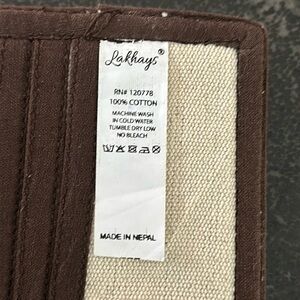 Lakhays®
RN# 120778
100% COTTON
MACHINE WASH
IN COLD WATER
TUMBLE DRY LOW
NO BLEACH
MADE IN NEPAL